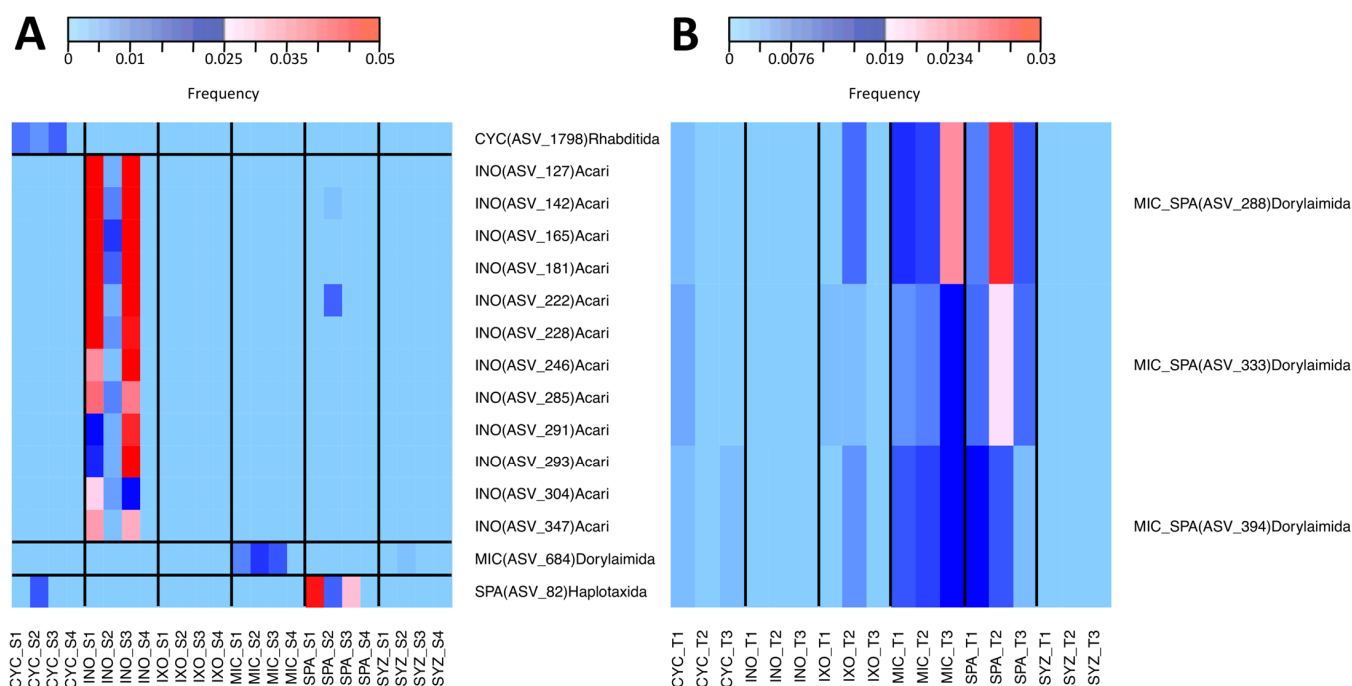 A
0 0.01 0.025 0.035 0.05
Frequency
CYC(ASV_1798)Rhabditida
INO(ASV_127)Acari
INO(ASV_142)Acari
INO(ASV_165)Acari
INO(ASV_181)Acari
INO(ASV_222)Acari
INO(ASV_228)Acari
INO(ASV_246)Acari
INO(ASV_285)Acari
INO(ASV_291)Acari
INO(ASV_293)Acari
INO(ASV_304)Acari
INO(ASV_347)Acari
MIC(ASV_684)Dorylaimida
SPA(ASV_82)Haplotaxida
CYC_S1
CYC_S2
CYC_S3
CYC_S4
INO_S1
INO_S2
INO_S3
INO_S4
IXO_S1
IXO_S2
IXO_S3
IXO_S4
MIC_S1
MIC_S2
MIC_S3
MIC_S4
SPA_S1
SPA_S2
SPA_S3
SPA_S4
SYZ_S1
SYZ_S2
SYZ_S3
SYZ_S4
B
0 0.0076 0.019 0.0234 0.03
Frequency
MIC_SPA(ASV_288)Dorylaimida
MIC_SPA(ASV_333)Dorylaimida
MIC_SPA(ASV_394)Dorylaimida
CYC_T1
CYC_T2
CYC_T3
INO_T1
INO_T2
INO_T3
IXO_T1
IXO_T2
IXO_T3
MIC_T1
MIC_T2
MIC_T3
SPA_T1
SPA_T2
SPA_T3
SYZ_T1
SYZ_T2
SYZ_T3